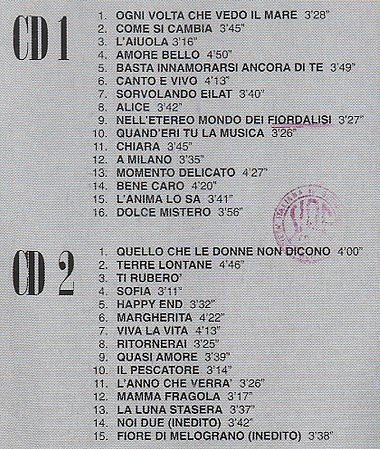 CD 1
1. OGNI VOLTA CHE VEDO IL MARE 3'28"
2. COME SI CAMBIA 3'45"
3. L'AIUOLA 3'16"
4. AMORE BELLO 4'50"
5. BASTA INNAMORARSI ANCORA DI TE 3'49"
6. CANTO E VIVO 4'13"
7. SORVOLANDO EILAT 3'40"
8. ALICE 3'42"
9. NELL'ETEREO MONDO DEI FIORDALISI 3'27"
10. QUAND'ERI TU LA MUSICA 3'26"
11. CHIARA 3'45"
12. A MILANO 3'35"
13. MOMENTO DELICATO 4'27"
14. BENE CARO 4'20"
15. L'ANIMA LO SA 3'41"
16. DOLCE MISTERO 3'56"
CD 2
1. QUELLO CHE LE DONNE NON DICONO 4'00"
2. TERRE LONTANE 4'46"
3. TI RUBERO'
4. SOFIA 3'11"
5. HAPPY END 3'32"
6. MARGHERITA 4'22"
7. VIVA LA VITA 4'13"
8. RITORNERAI 3'25"
9. QUASI AMORE 3'39"
10. IL PESCATORE 3'14"
11. L'ANNO CHE VERRA' 3'26"
12. MAMMA FRAGOLA 3'17"
13. LA LUNA STASERA 3'37"
14. NOI DUE (INEDITO) 3'42"
15. FIORE DI MELOGRANO (INEDITO) 3'38"